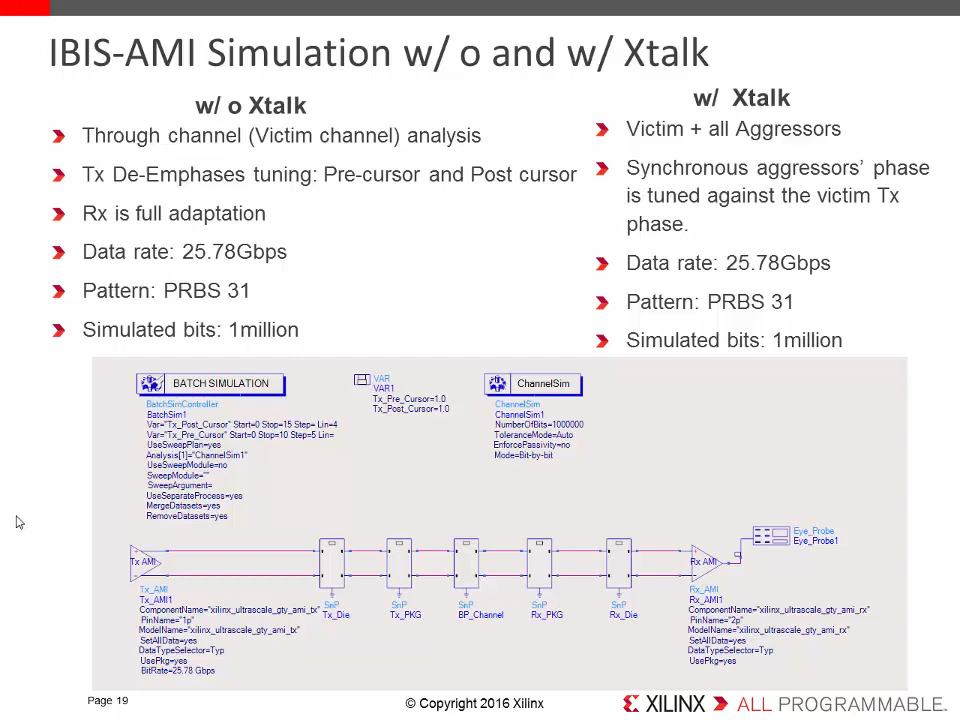 IBIS-AMI Simulation w/ o and w/ Xtalk
w/ o Xtalk
Through channel (Victim channel) analysis
Tx De-Emphases tuning: Pre-cursor and Post cursor
Rx is full adaptation
Data rate: 25.78Gbps
Pattern: PRBS 31
Simulated bits: 1million
w/ Xtalk
Victim + all Aggressors
Synchronous aggressors’ phase
is tuned against the victim Tx
phase.
Data rate: 25.78Gbps
Pattern: PRBS 31
Simulated bits: 1million
BATCH SIMULATION
BatchSimController
BatchSim1
Var="Tx_Post_Cursor" Start=0 Stop=15 Step= Lin=4
Var="Tx_Pre_Cursor" Start=0 Stop=10 Step=5 Lin=
UseSweepPlan=yes
Analysis[1]="ChannelSim1"
UseSweepModule=no
SweepModule=""
SweepArgument=
UseSeparateProcess=yes
MergeDatasets=yes
RemoveDatasets=yes
VAR
VAR1
Tx_Pre_Cursor=1.0
Tx_Post_Cursor=1.0
ChannelSim
ChannelSim
ChannelSim1
NumberOfBits=1000000
ToleranceMode=Auto
EnforcePassivity=no
Mode=Bit-by-bit
Eye_Probe
Eye_Probe1
Tx AMI
Rx AMI
Tx_AMI
Tx_AMI1
ComponentName="xilinx_ultrascale_gty_ami_tx"
PinName="1p"
ModelName="xilinx_ultrascale_gty_ami_tx"
SetAllData=yes
DataTypeSelector=Typ
UsePkg=yes
BitRate=25.78 Gbps
SnP
Tx_Die
SnP
Tx_PKG
SnP
BP_Channel
SnP
Rx_PKG
SnP
Rx_Die
Rx_AMI
Rx_AMI1
ComponentName="xilinx_ultrascale_gty_ami_rx"
PinName="2p"
ModelName="xilinx_ultrascale_gty_ami_rx"
SetAllData=yes
DataTypeSelector=Typ
UsePkg=yes
Page 19
© Copyright 2016 Xilinx
XILINX ALL PROGRAMMABLE